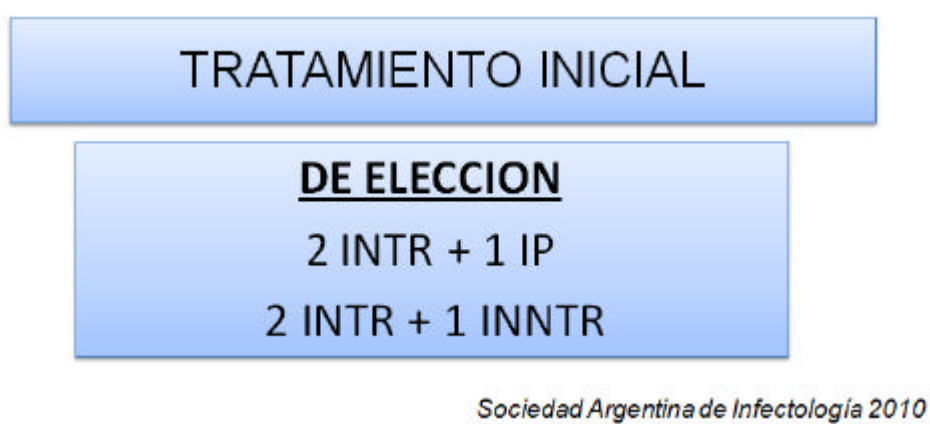 TRATAMIENTO INICIAL
DE ELECCION
2 INTR + 1 IP
2 INTR + 1 INNTR
Sociedad Argentina de Infectología 2010